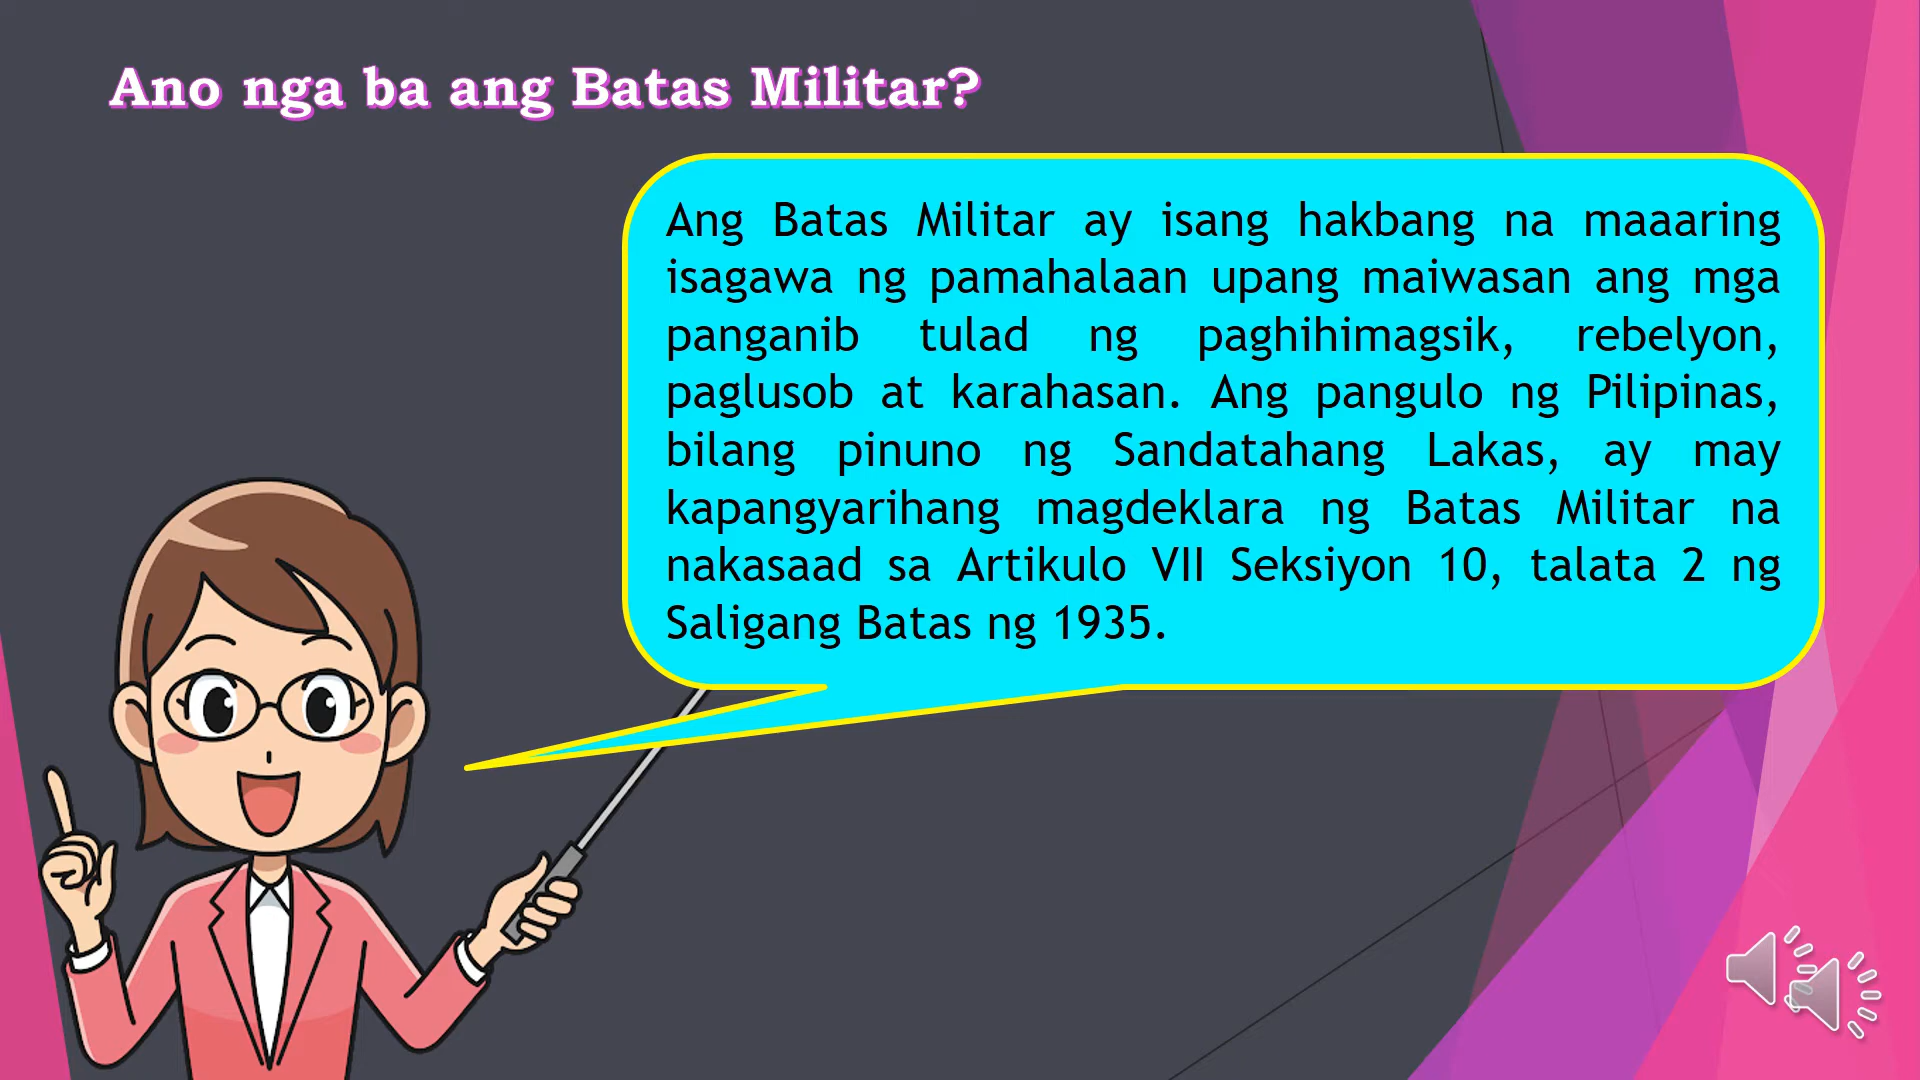 Ano nga ba ang Batas Militar?
Ang Batas Militar ay isang hakbang na maaaring
isagawa ng pamahalaan upang maiwasan ang mga
panganib tulad ng paghihimagsik, rebelyon,
paglusob at karahasan. Ang pangulo ng Pilipinas,
bilang pinuno ng Sandatahang Lakas, ay may
kapangyarihang magdeklara ng Batas Militar na
nakasaad sa Artikulo VII Seksiyon 10, talata 2 ng
Saligang Batas ng 1935.